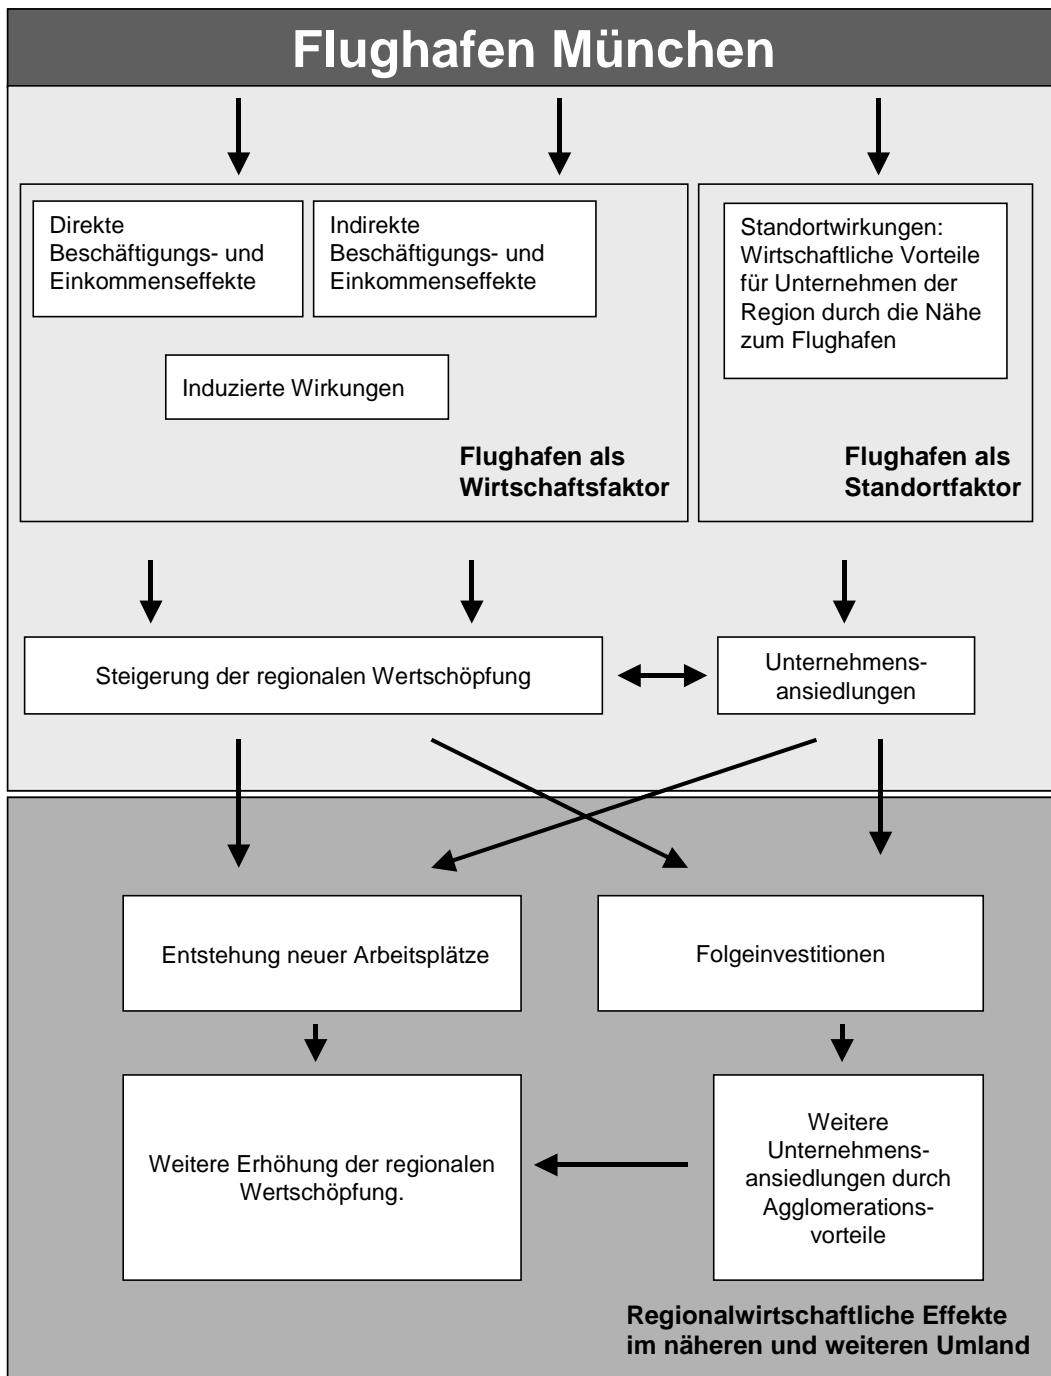 Flughafen München
Direkte
Beschäftigungs- und
Einkommenseffekte
Indirekte
Beschäftigungs- und
Einkommenseffekte
Induzierte Wirkungen
Flughafen als
Wirtschaftsfaktor
Standortwirkungen:
Wirtschaftliche Vorteile
für Unternehmen der
Region durch die Nähe
zum Flughafen
Flughafen als
Standortfaktor
Steigerung der regionalen Wertschöpfung
Unternehmens-
ansiedlungen
Entstehung neuer Arbeitsplätze
Folgeinvestitionen
Weitere Erhöhung der regionalen
Wertschöpfung.
Weitere
Unternehmens-
ansiedlungen durch
Agglomerations-
vorteile
Regionalwirtschaftliche Effekte
im näheren und weiteren Umland